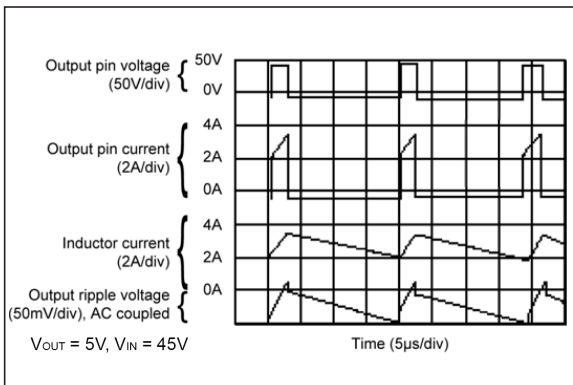 Output pin voltage
(50V/div)
50V
0V
Output pin current
(2A/div)
4A
2A
0A
Inductor current
(2A/div)
4A
2A
0A
Output ripple voltage
(50mV/div), AC coupled
VOUT = 5V, VIN = 45V
Time (5µs/div)